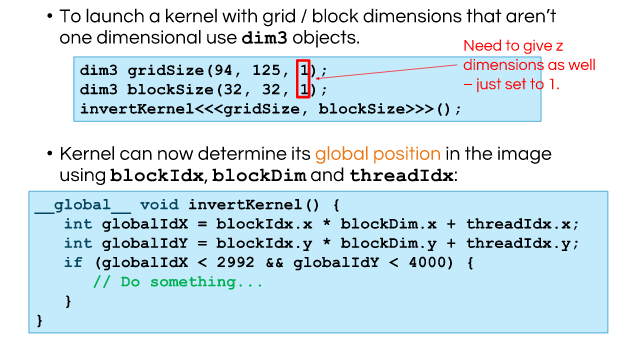 • To launch a kernel with grid / block dimensions that aren't
one dimensional use dim3 objects.
Need to give z
dimensions as well
– just set to 1.
dim3 gridSize(94, 125, 1);
dim3 blockSize(32, 32, 1);
invertKernel<<<gridSize, blockSize>>>();
• Kernel can now determine its global position in the image
using blockIdx, blockDim and threadIdx:
__global__ void invertKernel() {
int globalIdX = blockIdx.x * blockDim.x + threadIdx.x;
int globalIdY = blockIdx.y * blockDim.y + threadIdx.y;
if (globalIdX < 2992 && globalIdY < 4000) {
// Do something...
}
}